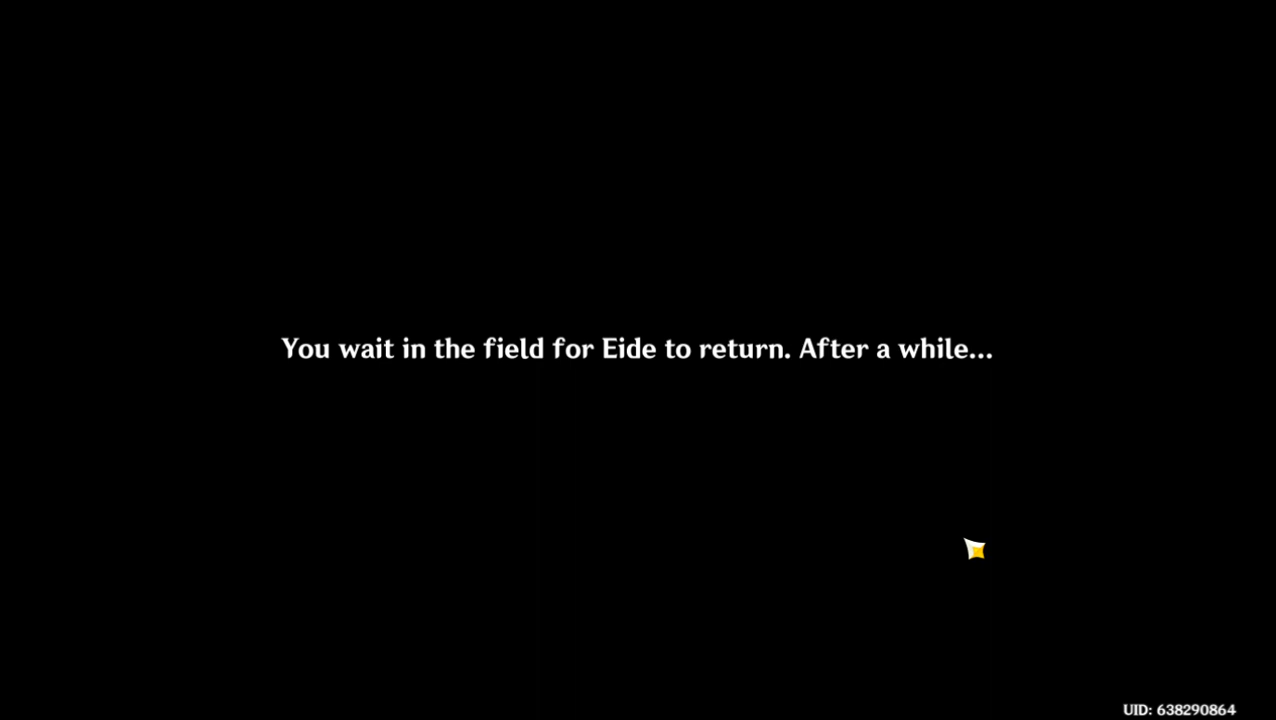 You wait in the field for Eide to return. After a while...
UID: 638290864